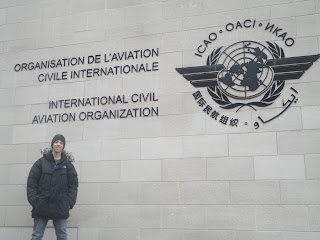 ORGANISATION DE L'AVIATION
CIVILE INTERNATIONALE
INTERNATIONAL CIVIL
AVIATION ORGANIZATION
ICAO · OACI · ИКАО
国际民航组织 · ايكاو